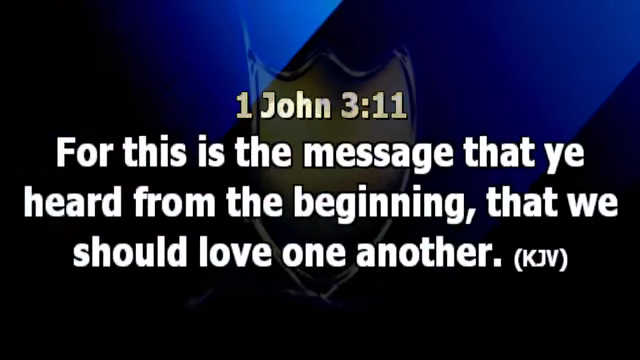 1 John 3:11
For this is the message that ye
heard from the beginning, that we
should love one another. (KJV)